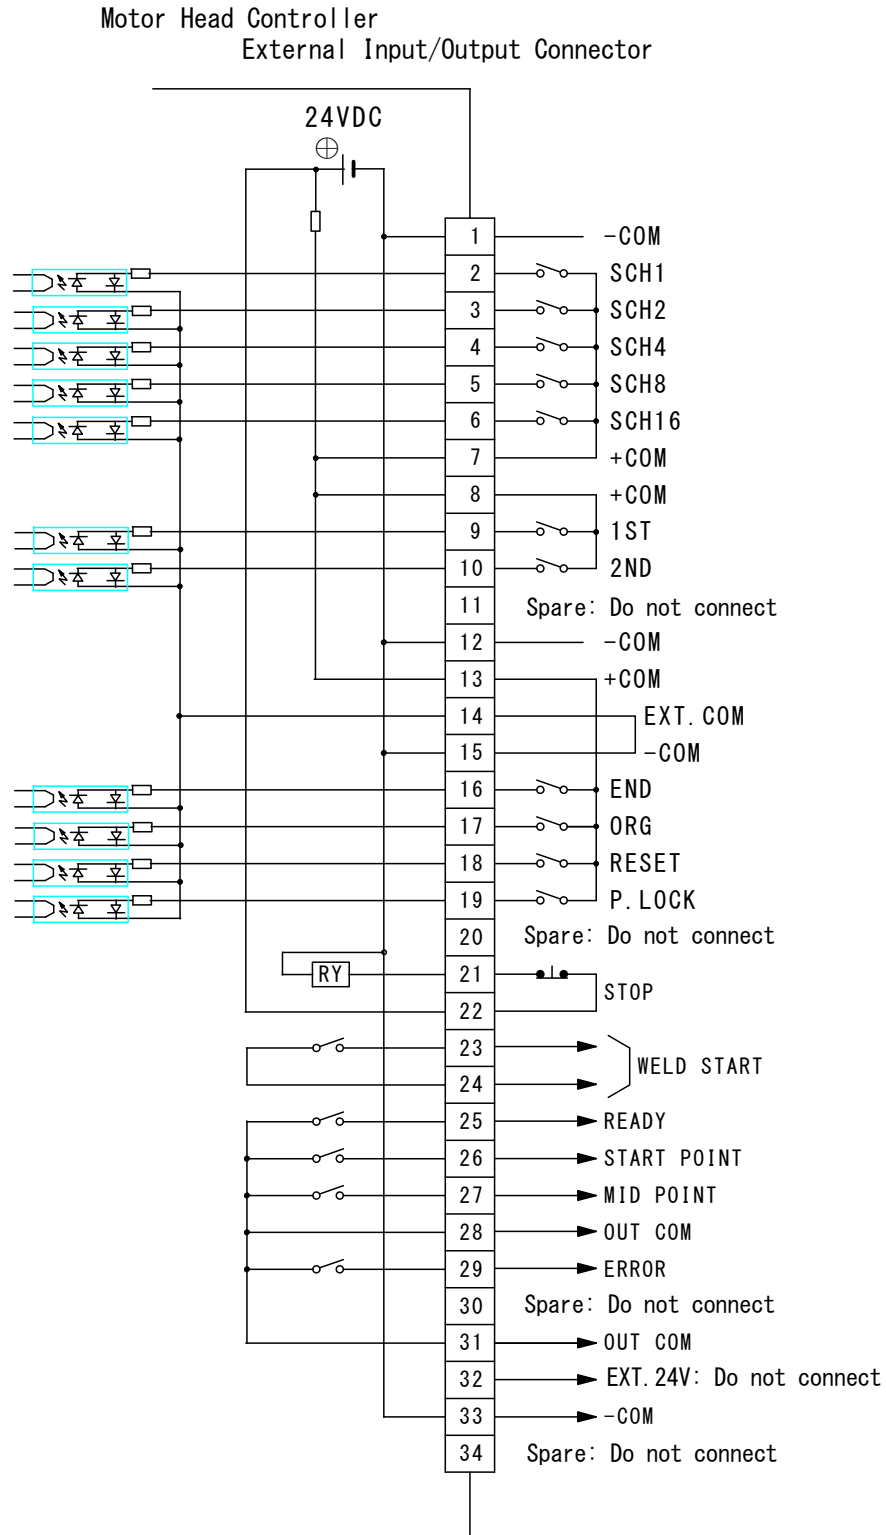 Motor Head Controller
External Input/Output Connector
24VDC
1 -COM
2 SCH1
3 SCH2
4 SCH4
5 SCH8
6 SCH16
7 +COM
8 +COM
9 1ST
10 2ND
11 Spare: Do not connect
12 -COM
13 +COM
14 EXT.COM
15 -COM
16 END
17 ORG
18 RESET
19 P.LOCK
20 Spare: Do not connect
RY 21
STOP
22
23
WELD START
24
25 READY
26 START POINT
27 MID POINT
28 OUT COM
29 ERROR
30 Spare: Do not connect
31 OUT COM
32 EXT.24V: Do not connect
33 -COM
34 Spare: Do not connect